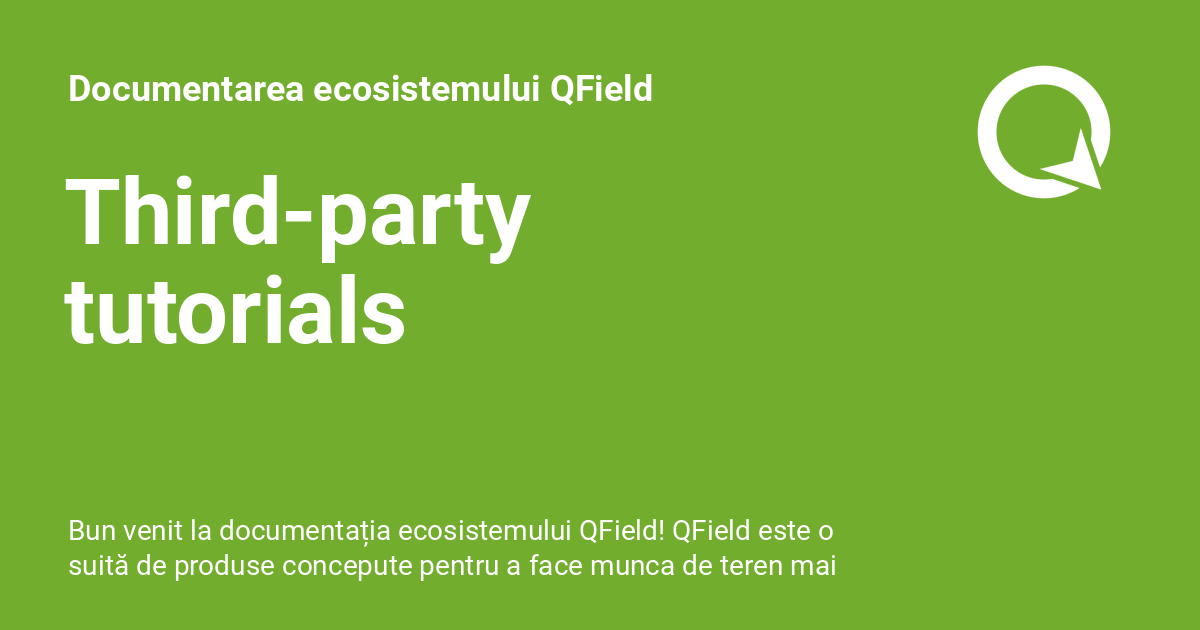 Documentarea ecosistemului QField
Third-party
tutorials
Bun venit la documentația ecosistemului QField! QField este o
suită de produse concepute pentru a face munca de teren mai